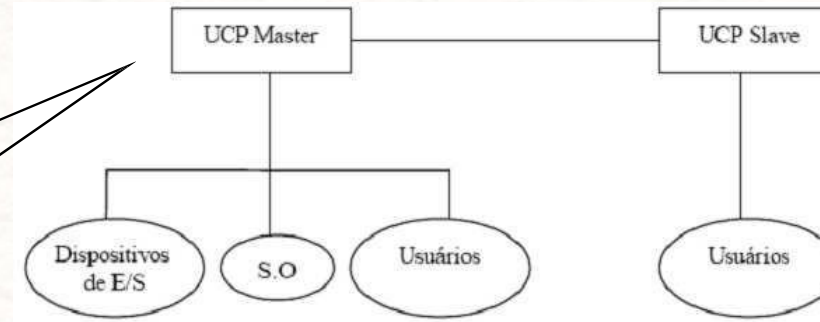 UCP Master
UCP Slave
Dispositivos
de E/S
S.O
Usuários
Usuários